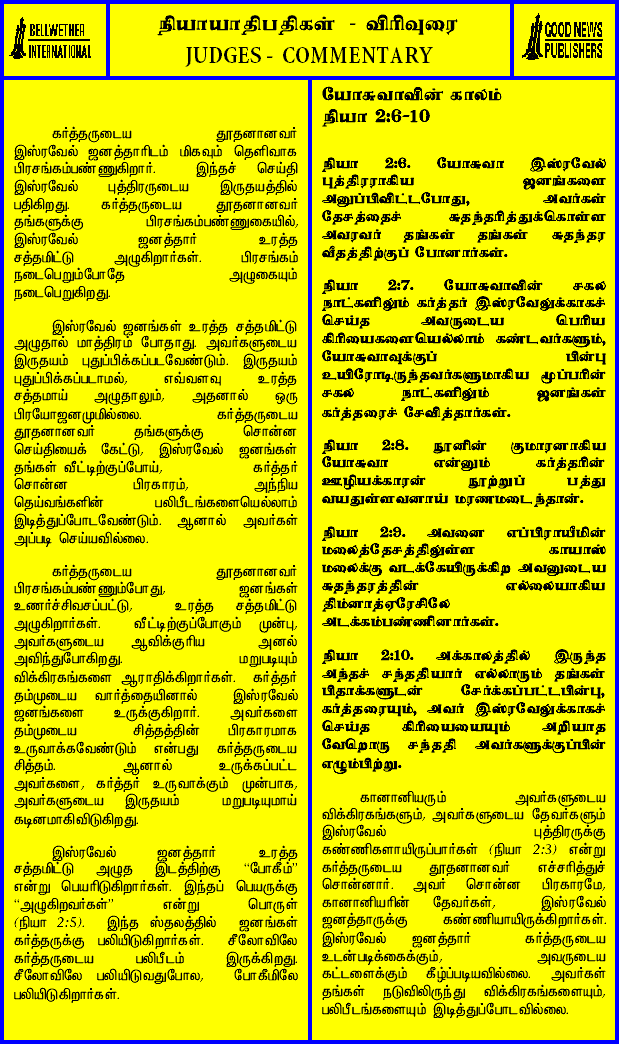 BELLWETHER
INTERNATIONAL
நியாயாதிபதிகள் - விரிவுரை
JUDGES - COMMENTARY
GOOD NEWS
PUBLISHERS
கர்த்தருடைய தூதனானவர்
இஸ்ரவேல் ஜனத்தாரிடம் மிகவும் தெளிவாக
பிரசங்கம்பண்ணுகிறார். இந்தச் செய்தி
இஸ்ரவேல் புத்திரருடைய இருதயத்தில்
பதிகிறது. கர்த்தருடைய தூதனானவர்
தங்களுக்கு பிரசங்கம்பண்ணுகையில்,
இஸ்ரவேல் ஜனத்தார் உரத்த
சத்தமிட்டு அழுகிறார்கள். பிரசங்கம்
நடைபெறும்போதே அழுகையும்
நடைபெறுகிறது.
இஸ்ரவேல் ஜனங்கள் உரத்த சத்தமிட்டு
அழுதால் மாத்திரம் போதாது. அவர்களுடைய
இருதயம் புதுப்பிக்கப்படவேண்டும். இருதயம்
புதுப்பிக்கப்படாமல், எவ்வளவு உரத்த
சத்தமாய் அழுதாலும், அதனால் ஒரு
பிரயோஜனமுமில்லை. கர்த்தருடைய
தூதனானவர் தங்களுக்கு சொன்ன
செய்தியைக் கேட்டு, இஸ்ரவேல் ஜனங்கள்
தங்கள் வீட்டிற்குப்போய், கர்த்தர்
சொன்ன பிரகாரம், அந்நிய
தெய்வங்களின் பலிபீடங்களையெல்லாம்
இடித்துப்போடவேண்டும். ஆனால் அவர்கள்
அப்படி செய்யவில்லை.
கர்த்தருடைய தூதனானவர்
பிரசங்கம்பண்ணும்போது, ஜனங்கள்
உணர்ச்சிவசப்பட்டு, உரத்த சத்தமிட்டு
அழுகிறார்கள். வீட்டிற்குப்போகும் முன்பு,
அவர்களுடைய ஆவிக்குரிய அனல்
அவிந்துபோகிறது. மறுபடியும்
விக்கிரகங்களை ஆராதிக்கிறார்கள். கர்த்தர்
தம்முடைய வார்த்தையினால் இஸ்ரவேல்
ஜனங்களை உருக்குகிறார். அவர்களை
தம்முடைய சித்தத்தின் பிரகாரமாக
உருவாக்கவேண்டும் என்பது கர்த்தருடைய
சித்தம். ஆனால் உருக்கப்பட்ட
அவர்களை, கர்த்தர் உருவாக்கும் முன்பாக,
அவர்களுடைய இருதயம் மறுபடியுமாய்
கடினமாகிவிடுகிறது.
இஸ்ரவேல் ஜனத்தார் உரத்த
சத்தமிட்டு அழுத இடத்திற்கு “போகீம்”
என்று பெயரிடுகிறார்கள். இந்தப் பெயருக்கு
“அழுகிறவர்கள்” என்று பொருள்
(நியா 2:5). இந்த ஸ்தலத்தில் ஜனங்கள்
கர்த்தருக்கு பலியிடுகிறார்கள். சீலோவிலே
கர்த்தருடைய பலிபீடம் இருக்கிறது.
சீலோவிலே பலியிடுவதுபோல, போகீமிலே
பலியிடுகிறார்கள்.
யோசுவாவின் காலம்
நியா 2:6-10
நியா 2:6. யோசுவா இஸ்ரவேல்
புத்திரராகிய ஜனங்களை
அனுப்பிவிட்டபோது, அவர்கள்
தேசத்தைச் சுதந்தரித்துக்கொள்ள
அவரவர் தங்கள் தங்கள் சுதந்தர
வீதத்திற்குப் போனார்கள்.
நியா 2:7. யோசுவாவின் சகல
நாட்களிலும் கர்த்தர் இஸ்ரவேலுக்காகச்
செய்த அவருடைய பெரிய
கிரியைகளையெல்லாம் கண்டவர்களும்,
யோசுவாவுக்குப் பின்பு
உயிரோடிருந்தவர்களுமாகிய மூப்பரின்
சகல நாட்களிலும் ஜனங்கள்
கர்த்தரைச் சேவித்தார்கள்.
நியா 2:8. நூனின் குமாரனாகிய
யோசுவா என்னும் கர்த்தரின்
ஊழியக்காரன் நூற்றுப் பத்து
வயதுள்ளவனாய் மரணமடைந்தான்.
நியா 2:9. அவனை எப்பிராயீமின்
மலைத்தேசத்திலுள்ள காயாஸ்
மலைக்கு வடக்கேயிருக்கிற அவனுடைய
சுதந்தரத்தின் எல்லையாகிய
திம்னாத்ஏரேசிலே
அடக்கம்பண்ணினார்கள்.
நியா 2:10. அக்காலத்தில் இருந்த
அந்தச் சந்ததியார் எல்லாரும் தங்கள்
பிதாக்களுடன் சேர்க்கப்பட்டபின்பு,
கர்த்தரையும், அவர் இஸ்ரவேலுக்காகச்
செய்த கிரியையையும் அறியாத
வேறொரு சந்ததி அவர்களுக்குப்பின்
எழும்பிற்று.
கானானியரும் அவர்களுடைய
விக்கிரகங்களும், அவர்களுடைய தேவர்களும்
இஸ்ரவேல் புத்திரருக்கு
கண்ணிகளாயிருப்பார்கள் (நியா 2:3) என்று
கர்த்தருடைய தூதனானவர் எச்சரித்துச்
சொன்னார். அவர் சொன்ன பிரகாரமே,
கானானியரின் தேவர்கள், இஸ்ரவேல்
ஜனத்தாருக்கு கண்ணியாயிருக்கிறார்கள்.
இஸ்ரவேல் ஜனத்தார் கர்த்தருடைய
உடன்படிக்கைக்கும், அவருடைய
கட்டளைக்கும் கீழ்ப்படியவில்லை. அவர்கள்
தங்கள் நடுவிலிருந்து விக்கிரகங்களையும்,
பலிபீடங்களையும் இடித்துப்போடவில்லை.